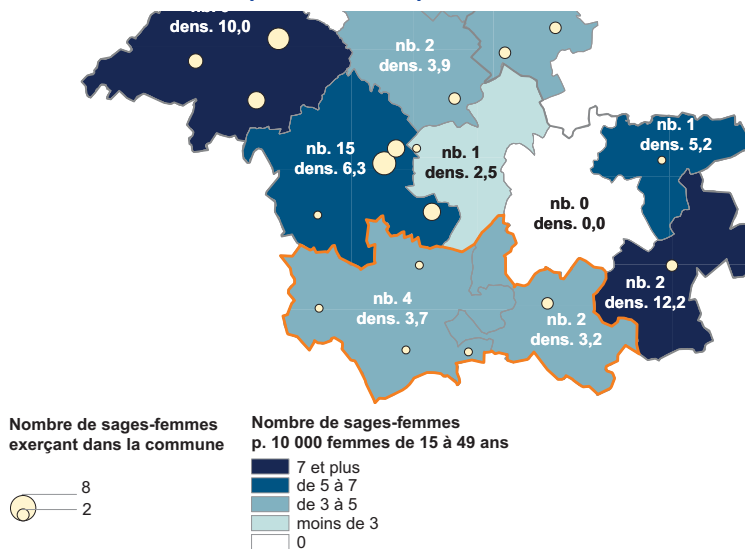 dens. 10,0
nb. 2
dens. 3,9
nb. 15
dens. 6,3
nb. 1
dens. 2,5
nb. 1
dens. 5,2
nb. 0
dens. 0,0
nb. 2
dens. 12,2
nb. 4
dens. 3,7
nb. 2
dens. 3,2
Nombre de sages-femmes
exerçant dans la commune
8
2
Nombre de sages-femmes
p. 10 000 femmes de 15 à 49 ans
7 et plus
de 5 à 7
de 3 à 5
moins de 3
0